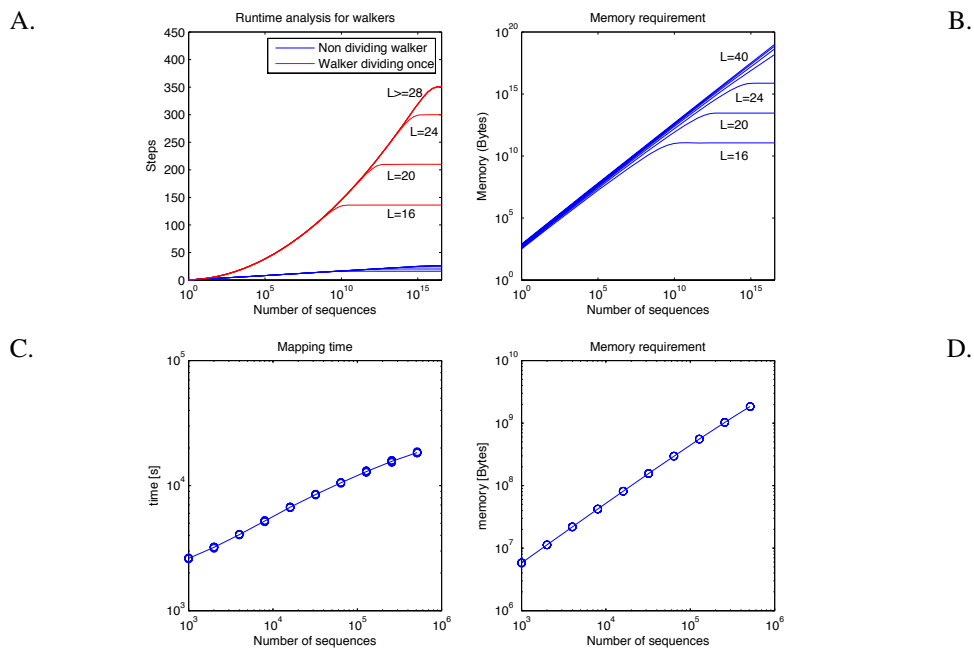 A.
Runtime analysis for walkers
450
400
350
300
250
200
150
100
50
0
Steps
Non dividing walker
Walker dividing once
L>=28
L=24
L=20
L=16
10^0
10^5
10^10
10^15
Number of sequences
B.
Memory requirement
10^20
10^15
10^10
10^5
10^0
Memory (Bytes)
L=40
L=24
L=20
L=16
10^0
10^5
10^10
10^15
Number of sequences
C.
Mapping time
10^5
10^4
10^3
time [s]
10^3
10^4
10^5
10^6
Number of sequences
D.
Memory requirement
10^10
10^9
10^8
10^7
10^6
memory [Bytes]
10^3
10^4
10^5
10^6
Number of sequences